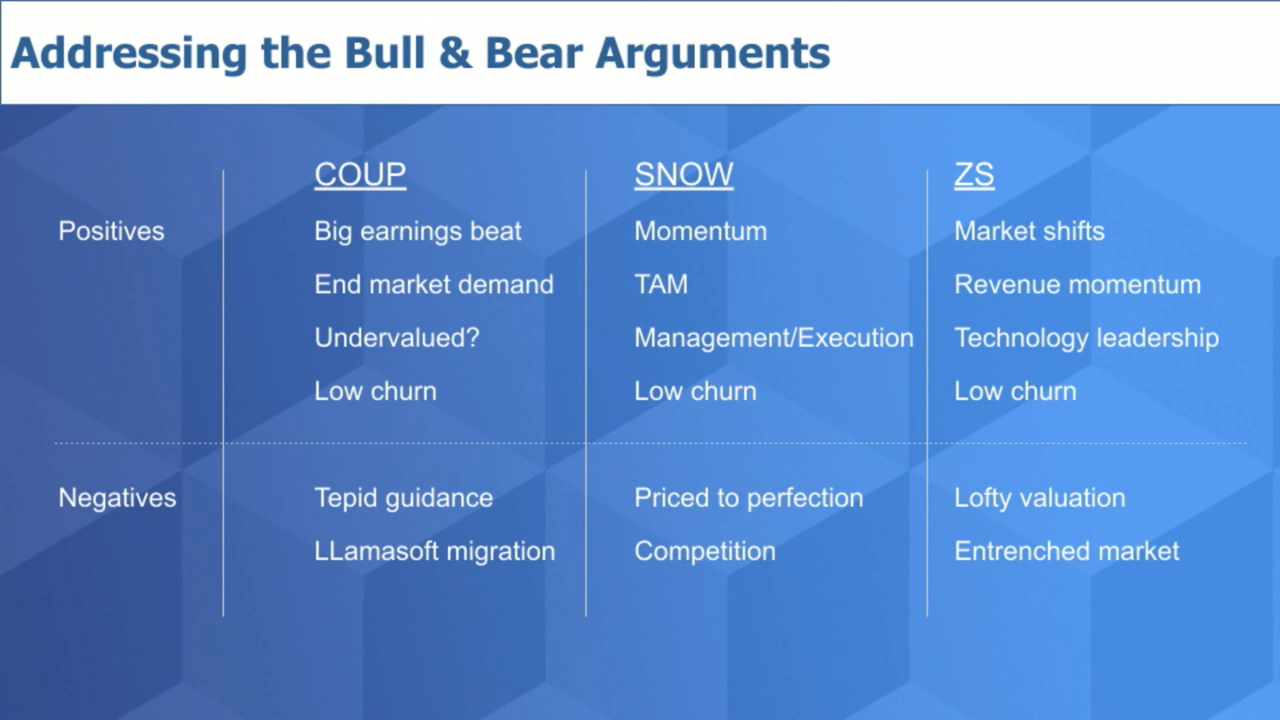 Addressing the Bull & Bear Arguments
COUP SNOW ZS
Positives Big earnings beat Momentum Market shifts
End market demand TAM Revenue momentum
Undervalued? Management/Execution Technology leadership
Low churn Low churn Low churn
Negatives Tepid guidance Priced to perfection Lofty valuation
LLamasoft migration Competition Entrenched market